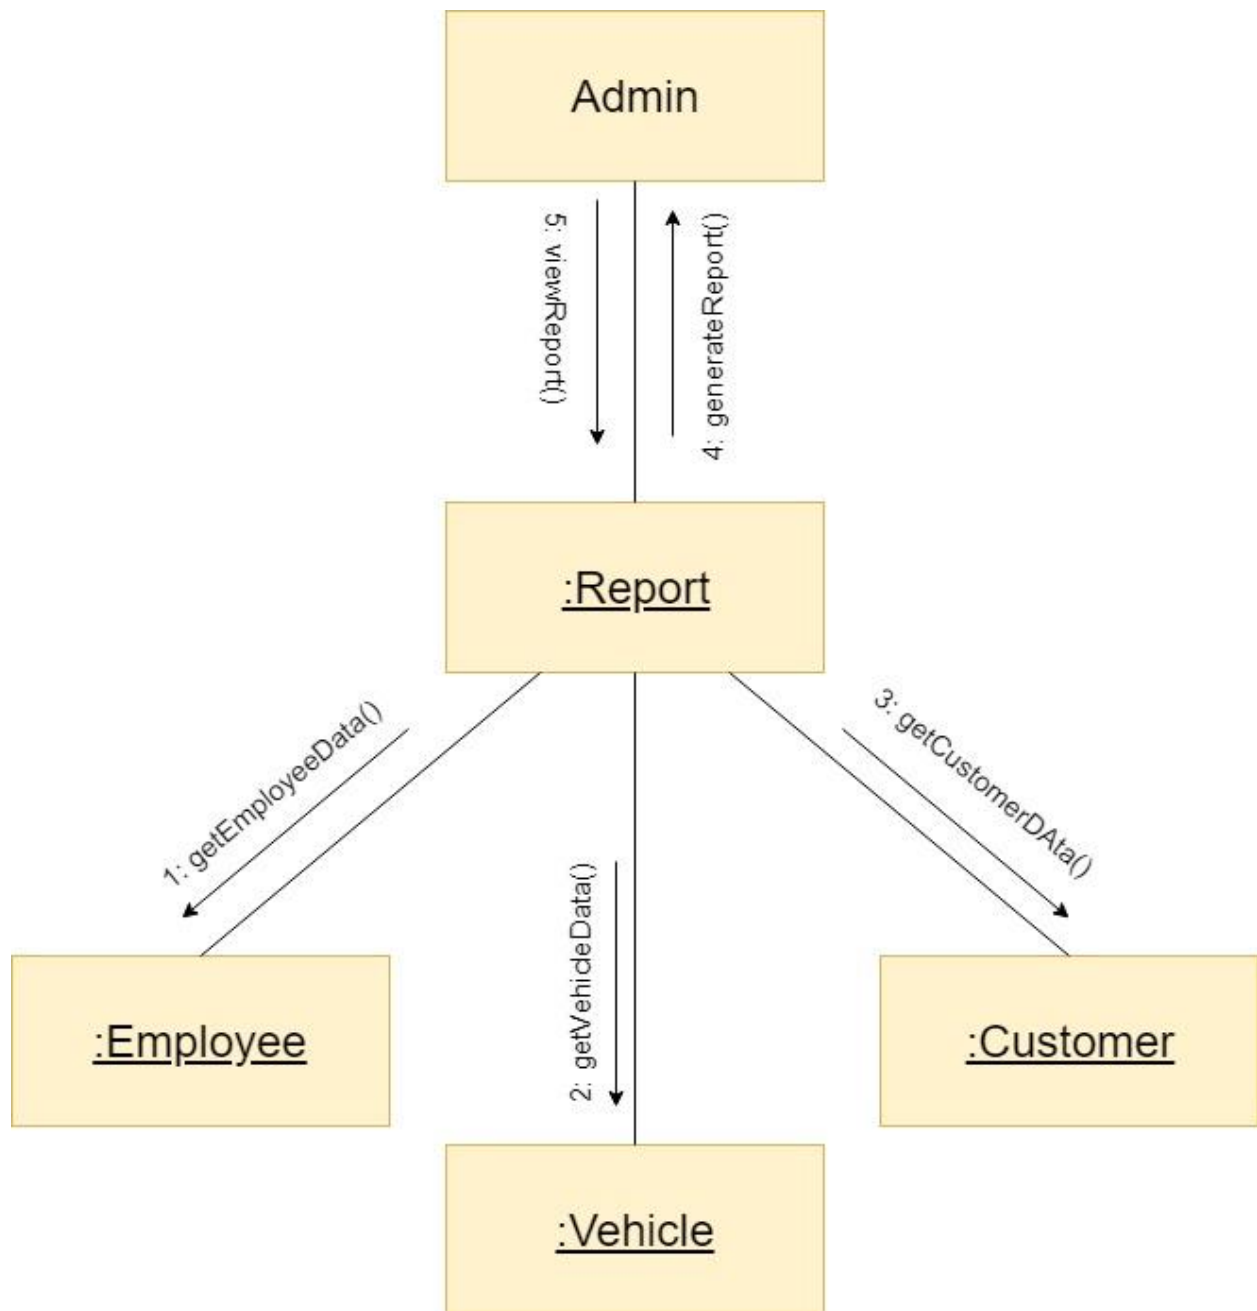 Admin
5: viewReport()
4: generateReport()
:Report
1: getEmployeeData()
3: getCustomerDAta()
2: getVehicleData()
:Employee
:Customer
:Vehicle